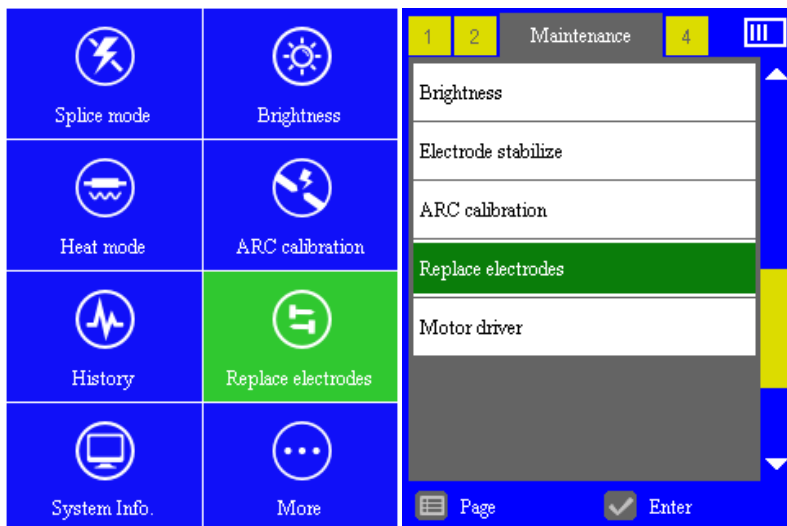 Splice mode
Brightness
Heat mode
ARC calibration
History
Replace electrodes
System Info.
More
1
2
Maintenance
4
Brightness
Electrode stabilize
ARC calibration
Replace electrodes
Motor driver
Page
Enter